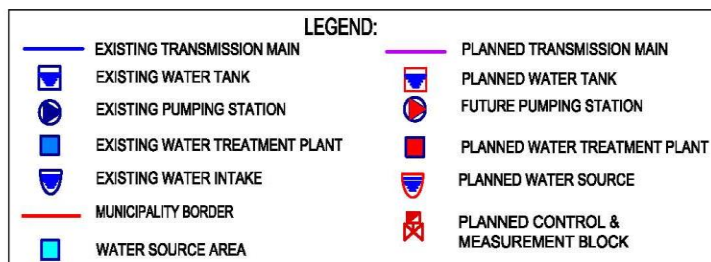 LEGEND:
EXISTING TRANSMISSION MAIN
EXISTING WATER TANK
EXISTING PUMPING STATION
EXISTING WATER TREATMENT PLANT
EXISTING WATER INTAKE
MUNICIPALITY BORDER
WATER SOURCE AREA
PLANNED TRANSMISSION MAIN
PLANNED WATER TANK
FUTURE PUMPING STATION
PLANNED WATER TREATMENT PLANT
PLANNED WATER SOURCE
PLANNED CONTROL &
MEASUREMENT BLOCK